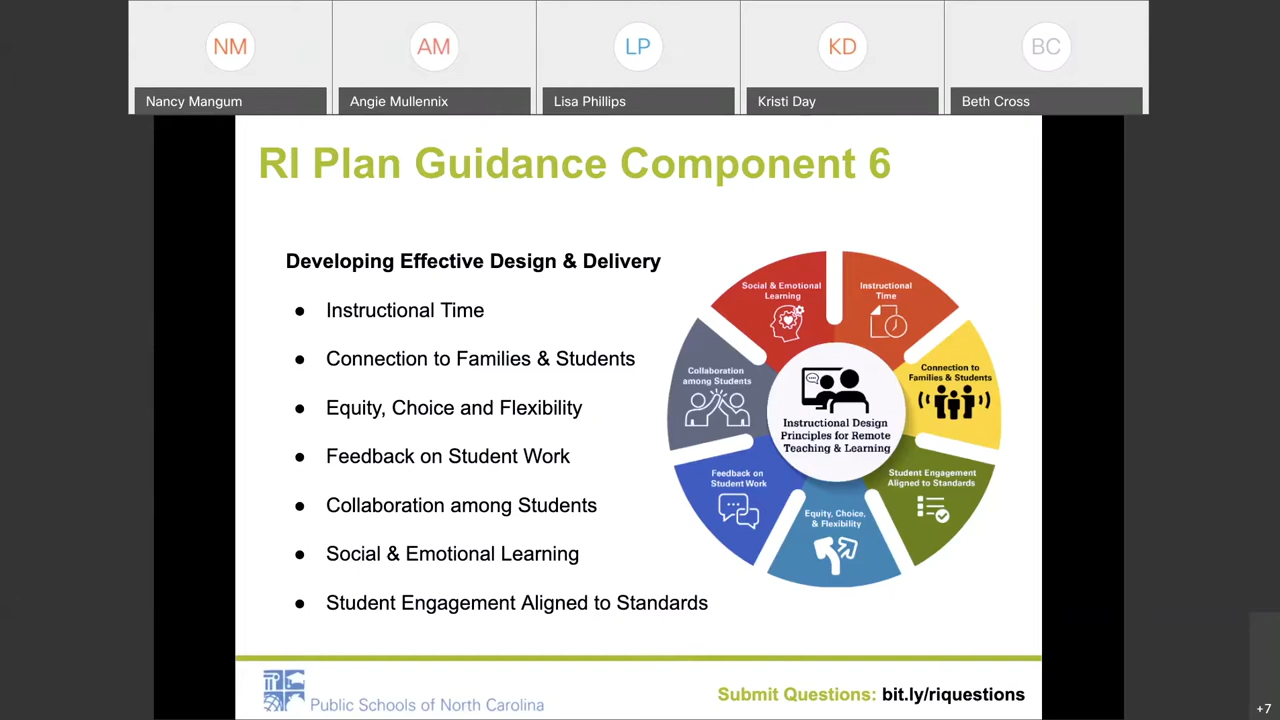 NM
AM
LP
KD
BC
Nancy Mangum
Angie Mullennix
Lisa Phillips
Kristi Day
Beth Cross
RI Plan Guidance Component 6
Developing Effective Design & Delivery
● Instructional Time
● Connection to Families & Students
● Equity, Choice and Flexibility
● Feedback on Student Work
● Collaboration among Students
● Social & Emotional Learning
● Student Engagement Aligned to Standards
Social & Emotional
Learning
Instructional
Time
Connection to
Families & Students
Student Engagement
Aligned to Standards
Equity, Choice,
& Flexibility
Feedback on
Student Work
Collaboration
among Students
Instructional Design
Principles for Remote
Teaching & Learning
Public Schools of North Carolina
Submit Questions: bit.ly/riquestions
+7